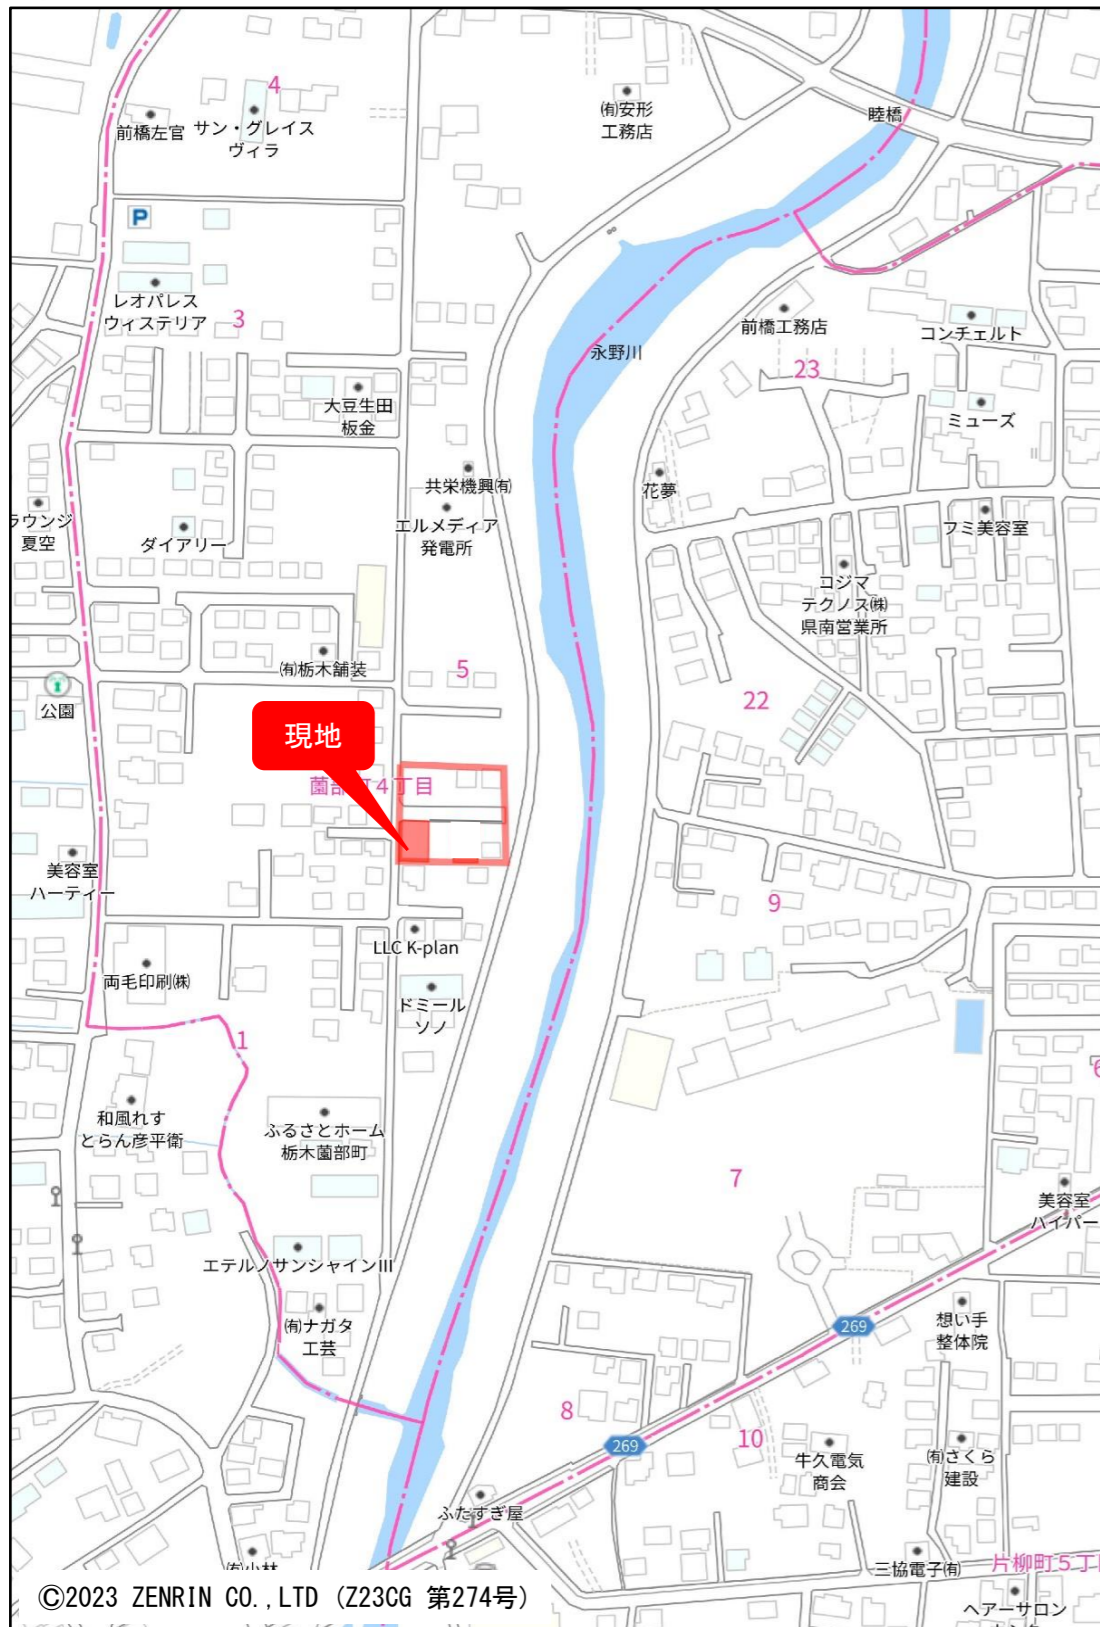 4
前橋左官
サン・グレイス
ヴィラ
㈲安形
工務店
睦橋
P
レオパレス
ウィステリア
3
永野川
前橋工務店
コンチェルト
23
大豆生田
板金
ミューズ
共栄機興㈲
花夢
ラウンジ
夏空
ダイアリー
エルメディア
発電所
フミ美容室
コジマ
テクノス㈱
県南営業所
㈲栃木舗装
5
公園
22
現地
薗部町4丁目
美容室
ハーティー
9
LLC K-plan
両毛印刷㈱
ドミール
ソノ
1
6
和風れす
とらん彦平衛
ふるさとホーム
栃木薗部町
7
美容室
ハイパー
エテルノサンシャインIII
㈲ナガタ
工芸
269
想い手
整体院
8
269
10
牛久電気
商会
㈲さくら
建設
ふたすぎ屋
三協電子㈲
片柳町5丁目
㈲小林
ヘアーサロン
©2023 ZENRIN CO.,LTD (Z23CG 第274号)